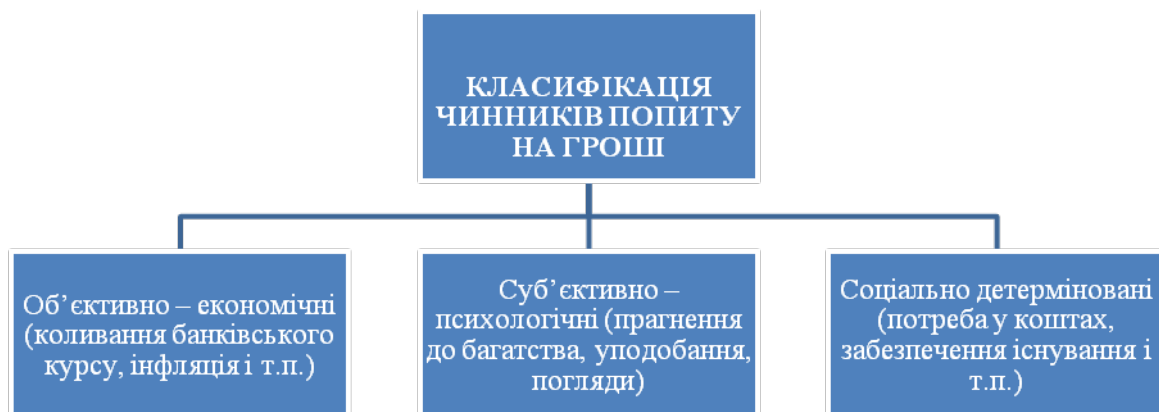 КЛАСИФІКАЦІЯ
ЧИННИКІВ ПОПИТУ
НА ГРОШІ
Об’єктивно – економічні
(коливання банківського
курсу, інфляція і т.п.)
Суб’єктивно –
психологічні (прагнення
до багатства, уподобання,
погляди)
Соціально детерміновані
(потреба у коштах,
забезпечення існування і
т.п.)